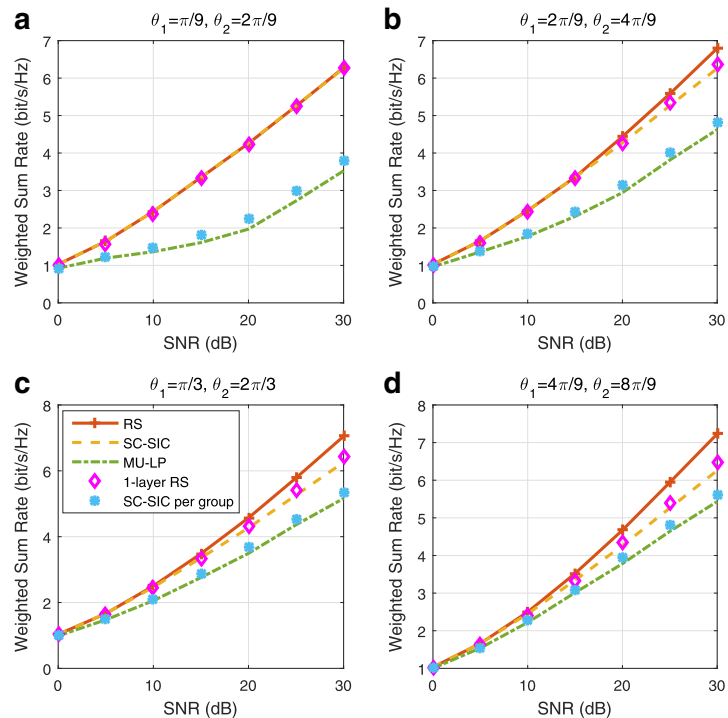 a
θ1=π/9, θ2=2π/9
Weighted Sum Rate (bit/s/Hz)
7
6
5
4
3
2
1
0
0 10 20 30
SNR (dB)
b
θ1=2π/9, θ2=4π/9
Weighted Sum Rate (bit/s/Hz)
7
6
5
4
3
2
1
0
0 10 20 30
SNR (dB)
c
θ1=π/3, θ2=2π/3
Weighted Sum Rate (bit/s/Hz)
8
6
4
2
0
RS
SC-SIC
MU-LP
1-layer RS
SC-SIC per group
0 10 20 30
SNR (dB)
d
θ1=4π/9, θ2=8π/9
Weighted Sum Rate (bit/s/Hz)
8
7
6
5
4
3
2
1
0 10 20 30
SNR (dB)